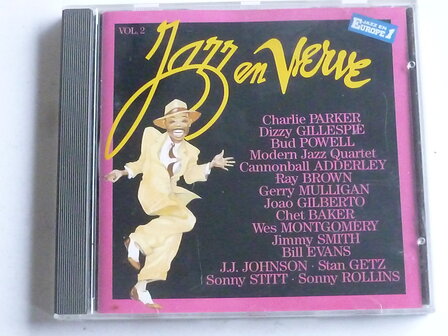 VOL. 2
Jazz en Verve
JAZZ EN
EUROPE 1
Charlie PARKER
Dizzy GILLESPIE
Bud POWELL
Modern Jazz Quartet
Cannonball ADDERLEY
Ray BROWN
Gerry MULLIGAN
Joao GILBERTO
Chet BAKER
Wes MONTGOMERY
Jimmy SMITH
Bill EVANS
J.J. JOHNSON · Stan GETZ
Sonny STITT · Sonny ROLLINS